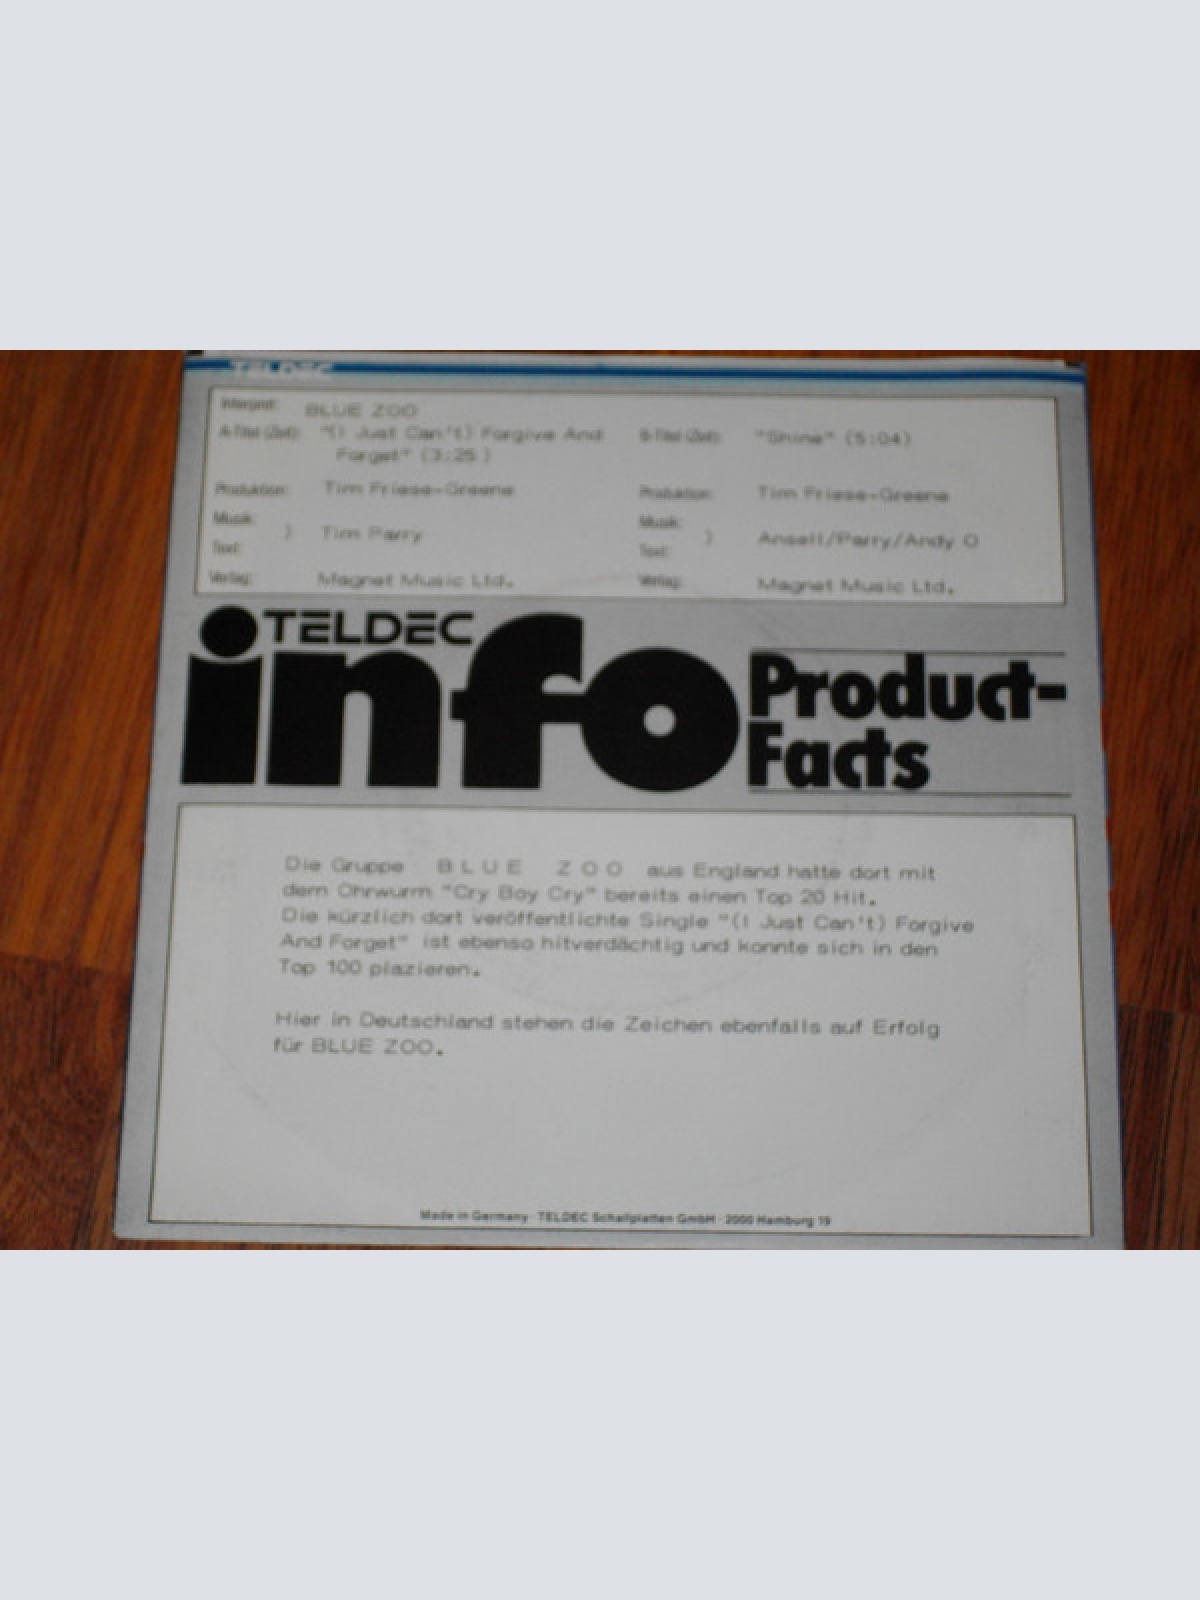 TELDEC
Interpret: BLUE ZOO
A-Titel (Zeit): "(I Just Can't) Forgive And
Forget" (3:25)
Produktion: Tim Friese-Greene
Musik:
)
Tim Parry
Text:
Verlag: Magnet Music Ltd.
B-Titel (Zeit): "Shine" (5:04)
Produktion: Tim Friese-Greene
Musik:
)
Ansell/Parry/Andy O
Text:
Verlag: Magnet Music Ltd.
TELDEC
info
Product-
Facts
Die Gruppe B L U E Z O O aus England hatte dort mit
dem Ohrwurm "Cry Boy Cry" bereits einen Top 20 Hit.
Die kürzlich dort veröffentlichte Single "(I Just Can't) Forgive
And Forget" ist ebenso hitverdächtig und konnte sich in den
Top 100 plazieren.
Hier in Deutschland stehen die Zeichen ebenfalls auf Erfolg
für BLUE ZOO.
Made in Germany · TELDEC Schallplatten GmbH · 2000 Hamburg 19